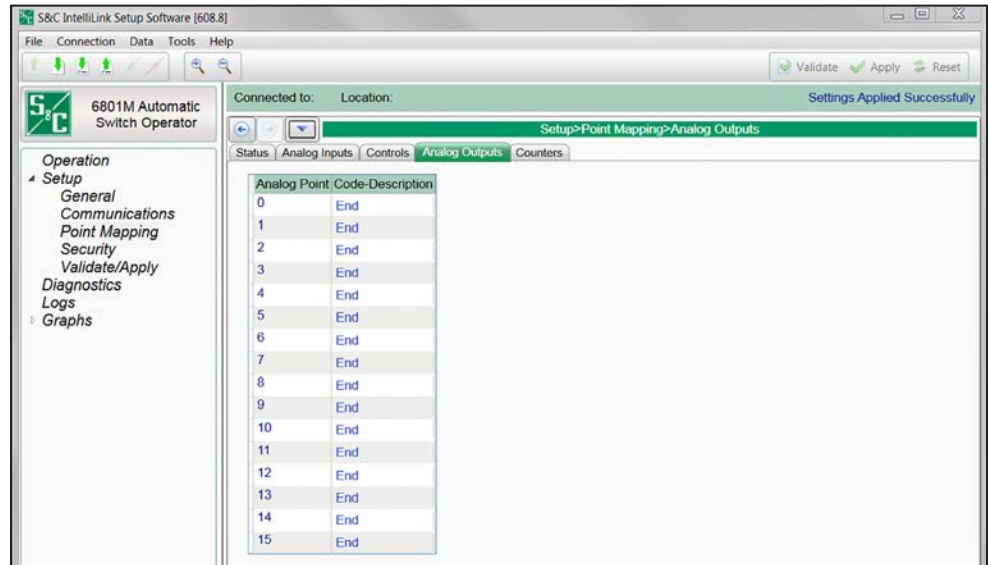 S&C IntelliLink Setup Software [608.8]
File Connection Data Tools Help
Validate Apply Reset
S&C
6801M Automatic
Switch Operator
Connected to: Location: Settings Applied Successfully
Setup>Point Mapping>Analog Outputs
Status Analog Inputs Controls Analog Outputs Counters
Operation
Setup
General
Communications
Point Mapping
Security
Validate/Apply
Diagnostics
Logs
Graphs
Analog Point Code-Description
0 End
1 End
2 End
3 End
4 End
5 End
6 End
7 End
8 End
9 End
10 End
11 End
12 End
13 End
14 End
15 End